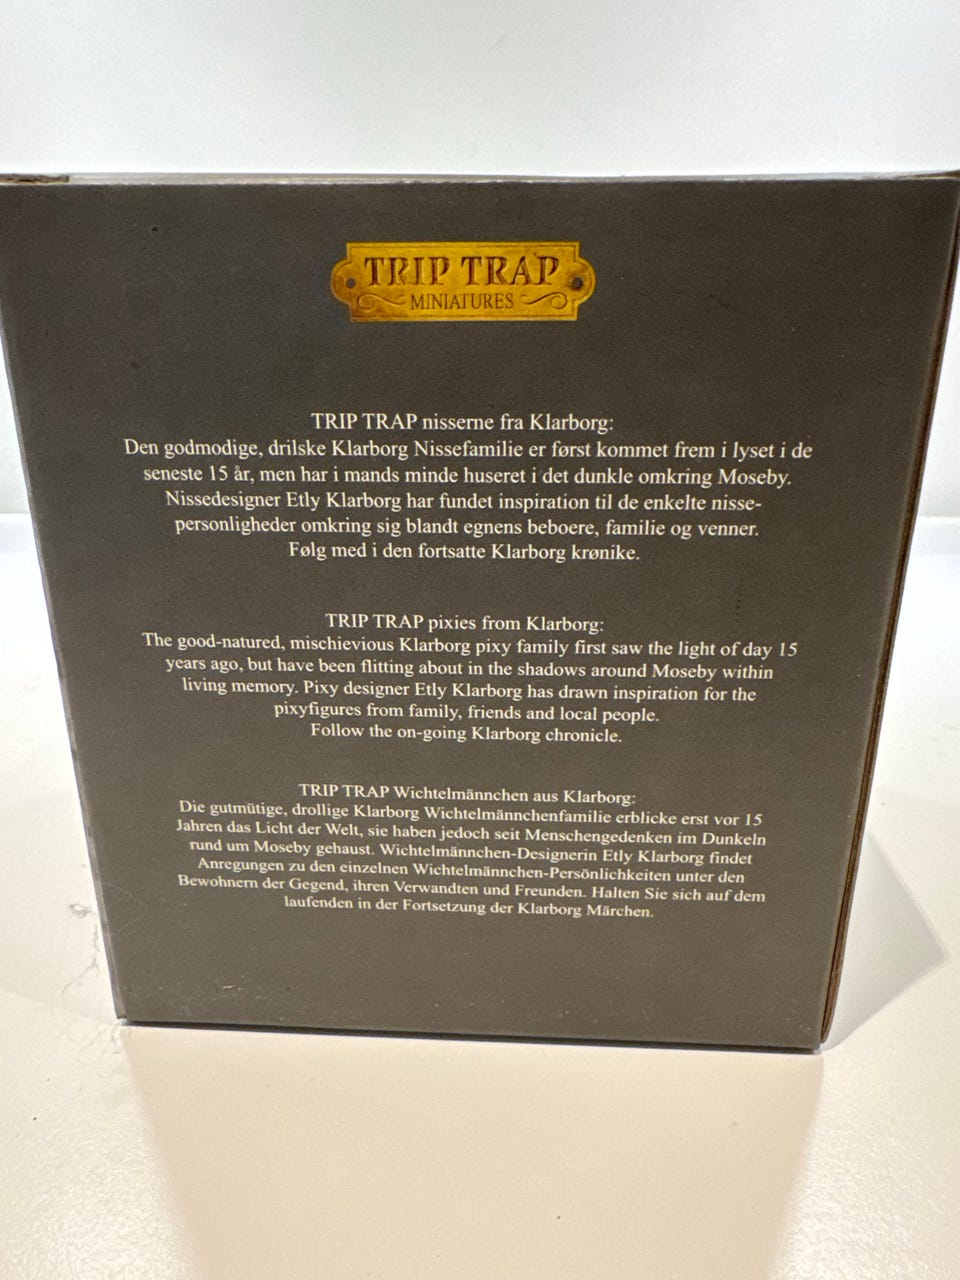 TRIP TRAP
MINIATURES
TRIP TRAP nisserne fra Klarborg:
Den godmodige, drilske Klarborg Nissefamilie er først kommet frem i lyset i de
seneste 15 år, men har i mands minde huseret i det dunkle omkring Moseby.
Nissedesigner Etly Klarborg har fundet inspiration til de enkelte nisse-
personligheder omkring sig blandt egnens beboere, familie og venner.
Følg med i den fortsatte Klarborg krønike.
TRIP TRAP pixies from Klarborg:
The good-natured, mischievious Klarborg pixy family first saw the light of day 15
years ago, but have been flitting about in the shadows around Moseby within
living memory. Pixy designer Etly Klarborg has drawn inspiration for the
pixyfigures from family, friends and local people.
Follow the on-going Klarborg chronicle.
TRIP TRAP Wichtelmännchen aus Klarborg:
Die gutmütige, drollige Klarborg Wichtelmännchenfamilie erblicke erst vor 15
Jahren das Licht der Welt, sie haben jedoch seit Menschengedenken im Dunkeln
rund um Moseby gehaust. Wichtelmännchen-Designerin Etly Klarborg findet
Anregungen zu den einzelnen Wichtelmännchen-Persönlichkeiten unter den
Bewohnern der Gegend, ihren Verwandten und Freunden. Halten Sie sich auf dem
laufenden in der Fortsetzung der Klarborg Märchen.